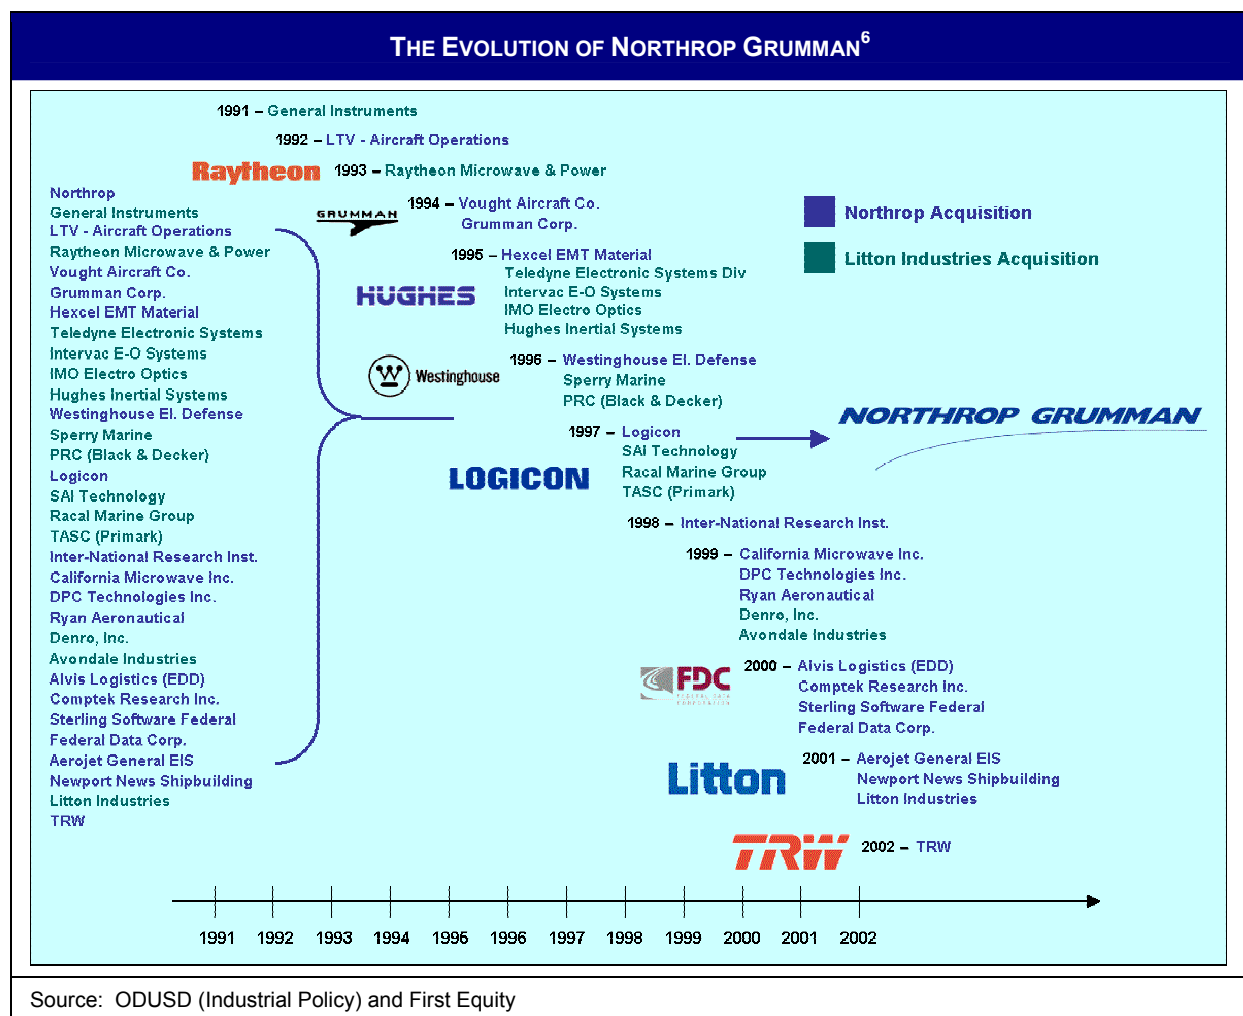 THE EVOLUTION OF NORTHROP GRUMMAN6
1991 – General Instruments
1992 – LTV - Aircraft Operations
Raytheon
1993 – Raytheon Microwave & Power
Northrop
General Instruments
LTV - Aircraft Operations
Raytheon Microwave & Power
Vought Aircraft Co.
Grumman Corp.
Hexcel EMT Material
Teledyne Electronic Systems
Intervac E-O Systems
IMO Electro Optics
Hughes Inertial Systems
Westinghouse El. Defense
Sperry Marine
PRC (Black & Decker)
Logicon
SAI Technology
Racal Marine Group
TASC (Primark)
Inter-National Research Inst.
California Microwave Inc.
DPC Technologies Inc.
Ryan Aeronautical
Denro, Inc.
Avondale Industries
Alvis Logistics (EDD)
Comptek Research Inc.
Sterling Software Federal
Federal Data Corp.
Aerojet General EIS
Newport News Shipbuilding
Litton Industries
TRW
GRUMMAN
1994 – Vought Aircraft Co.
Grumman Corp.
Northrop Acquisition
Litton Industries Acquisition
1995 – Hexcel EMT Material
Teledyne Electronic Systems Div
Intervac E-O Systems
IMO Electro Optics
Hughes Inertial Systems
HUGHES
1996 – Westinghouse El. Defense
Sperry Marine
PRC (Black & Decker)
W Westinghouse
NORTHROP GRUMMAN
1997 – Logicon
SAI Technology
Racal Marine Group
TASC (Primark)
LOGICON
1998 – Inter-National Research Inst.
1999 – California Microwave Inc.
DPC Technologies Inc.
Ryan Aeronautical
Denro, Inc.
Avondale Industries
FDC
FEDERAL DATA
CORPORATION
2000 – Alvis Logistics (EDD)
Comptek Research Inc.
Sterling Software Federal
Federal Data Corp.
Litton
2001 – Aerojet General EIS
Newport News Shipbuilding
Litton Industries
TRW
2002 – TRW
1991 1992 1993 1994 1995 1996 1997 1998 1999 2000 2001 2002
Source: ODUSD (Industrial Policy) and First Equity